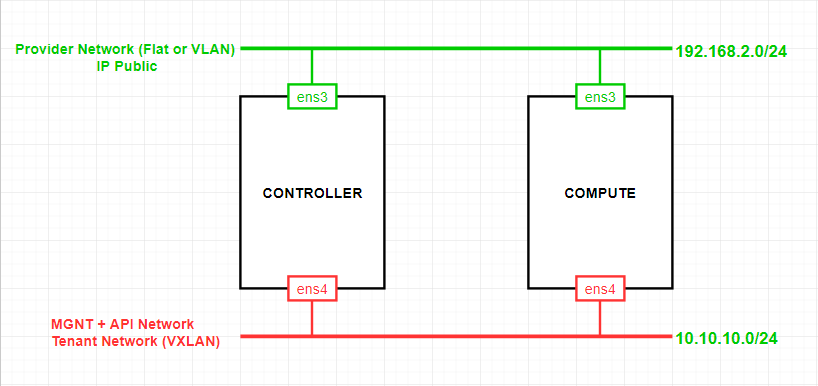 Provider Network (Flat or VLAN)
IP Public
192.168.2.0/24
ens3
ens3
CONTROLLER
COMPUTE
ens4
ens4
MGNT + API Network
Tenant Network (VXLAN)
10.10.10.0/24